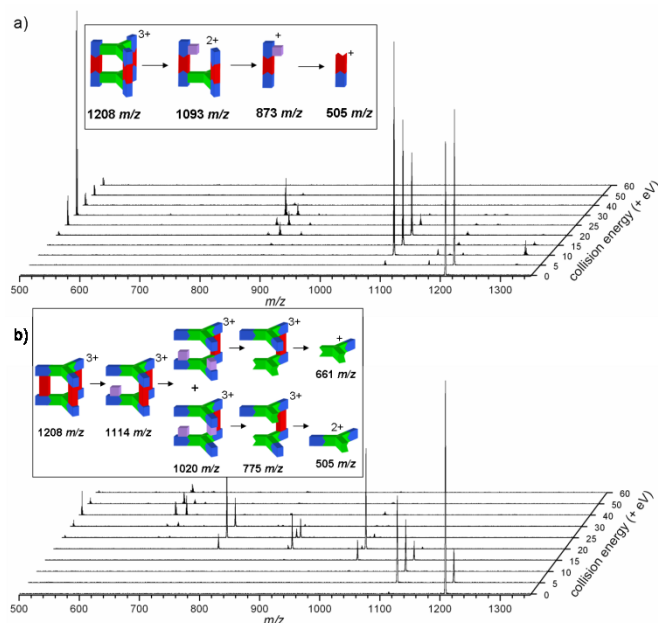 a)
3+
2+
+
+
1208 m/z
1093 m/z
873 m/z
505 m/z
60
50
40
30
25
20
15
10
5
0
collision energy (+ eV)
500 600 700 800 900 1000 1100 1200 1300
m/z
b)
3+
3+
+
661 m/z
3+
3+
+
3+
3+
2+
1208 m/z
1114 m/z
1020 m/z
775 m/z
505 m/z
60
50
40
30
25
20
15
10
5
0
collision energy (+ eV)
500 600 700 800 900 1000 1100 1200 1300
m/z